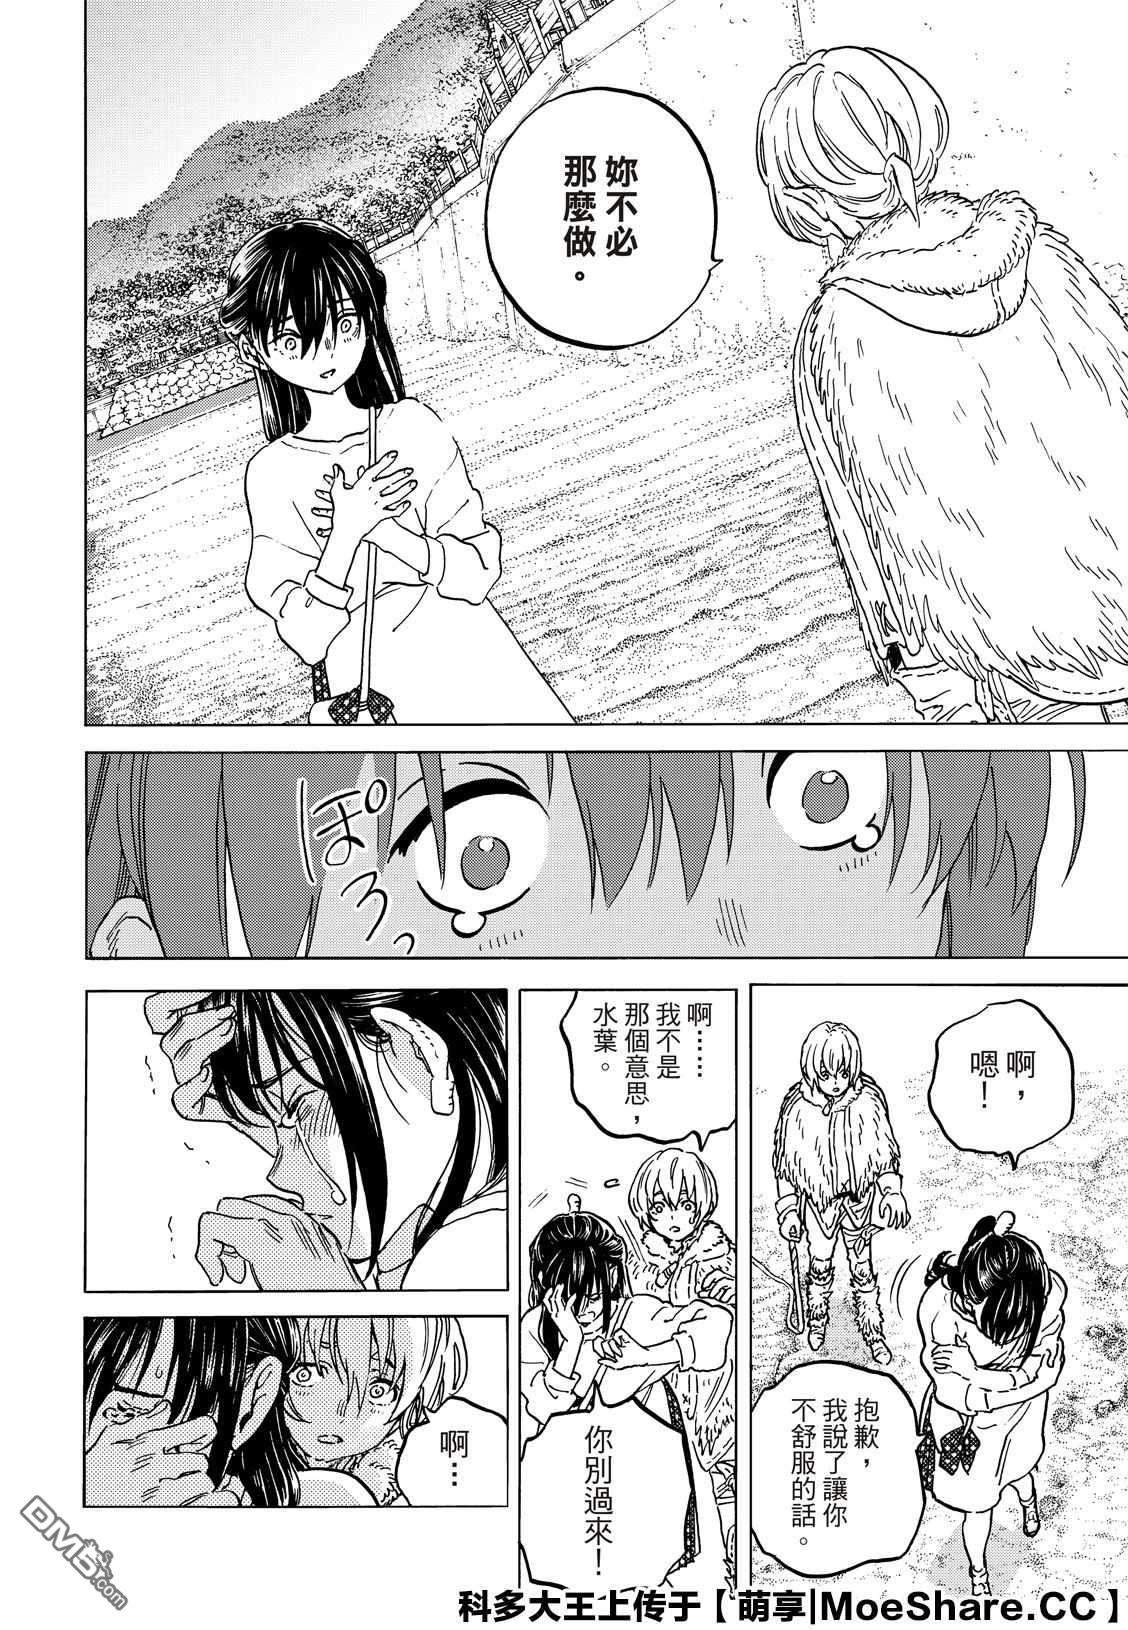 妳不必
那麼做。
ぽろっ
啊，
嗯！
抱歉，
我說了讓你
不舒服的話。
啊……
我不是
那個意思，
水葉。
你別過來！
啊…
DM5.com
科多大王上传于【萌享|MoeShare.CC】